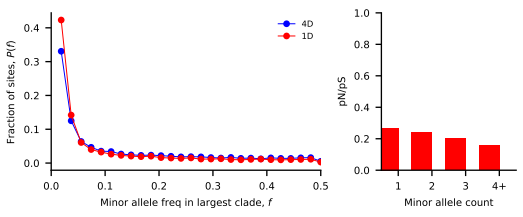 4D
1D
Fraction of sites, P(f)
0.4
0.3
0.2
0.1
0.0
0.0 0.1 0.2 0.3 0.4 0.5
Minor allele freq in largest clade, f
pN/pS
1.0
0.8
0.6
0.4
0.2
0.0
1 2 3 4+
Minor allele count